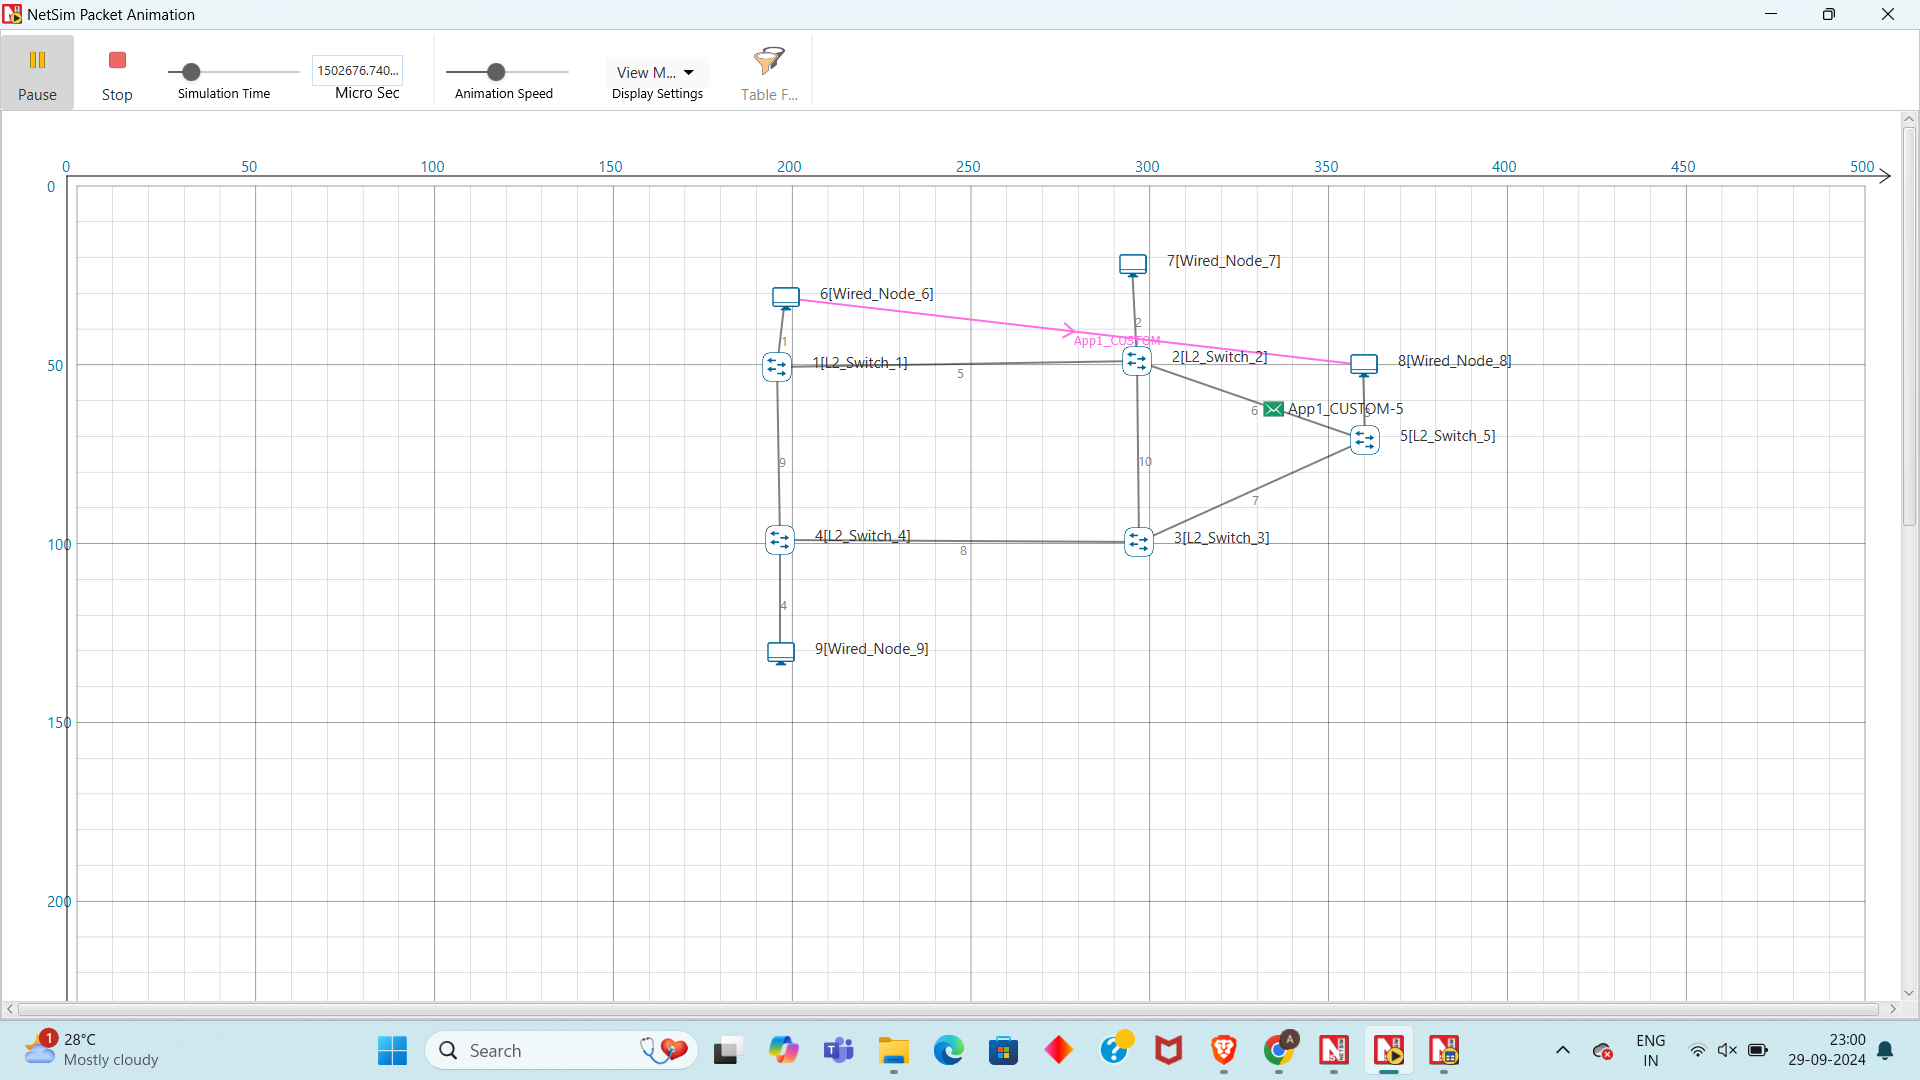 NetSim Packet Animation
Pause
Stop
Simulation Time
1502676.740...
Micro Sec
Animation Speed
View M...
Display Settings
Table F...
0 50 100 150 200 250 300 350 400 450 500
0
7[Wired_Node_7]
6[Wired_Node_6]
2
App1_CUSTOM
1
50
1[L2_Switch_1]
2[L2_Switch_2]
8[Wired_Node_8]
5
6
App1_CUSTOM-5
5[L2_Switch_5]
9
10
7
100
4[L2_Switch_4]
3[L2_Switch_3]
8
4
9[Wired_Node_9]
150
200
1
28°C
Mostly cloudy
Search
A
ENG
IN
23:00
29-09-2024